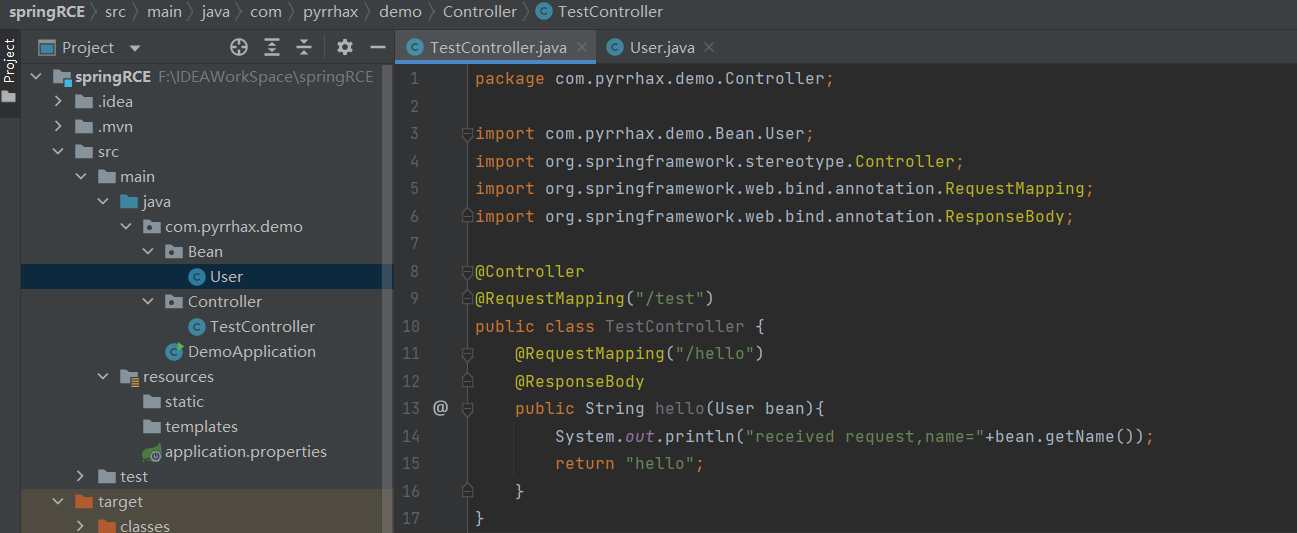 springRCE src main java com pyrrhax demo Controller TestController
Project
Project
TestController.java
User.java
springRCE F:\IDEAWorkSpace\springRCE
.idea
.mvn
src
main
java
com.pyrrhax.demo
Bean
User
Controller
TestController
DemoApplication
resources
static
templates
application.properties
test
target
classes
1 package com.pyrrhax.demo.Controller;
2
3 import com.pyrrhax.demo.Bean.User;
4 import org.springframework.stereotype.Controller;
5 import org.springframework.web.bind.annotation.RequestMapping;
6 import org.springframework.web.bind.annotation.ResponseBody;
7
8 @Controller
9 @RequestMapping("/test")
10 public class TestController {
11 @RequestMapping("/hello")
12 @ResponseBody
13 @ public String hello(User bean){
14 System.out.println("received request,name="+bean.getName());
15 return "hello";
16 }
17 }